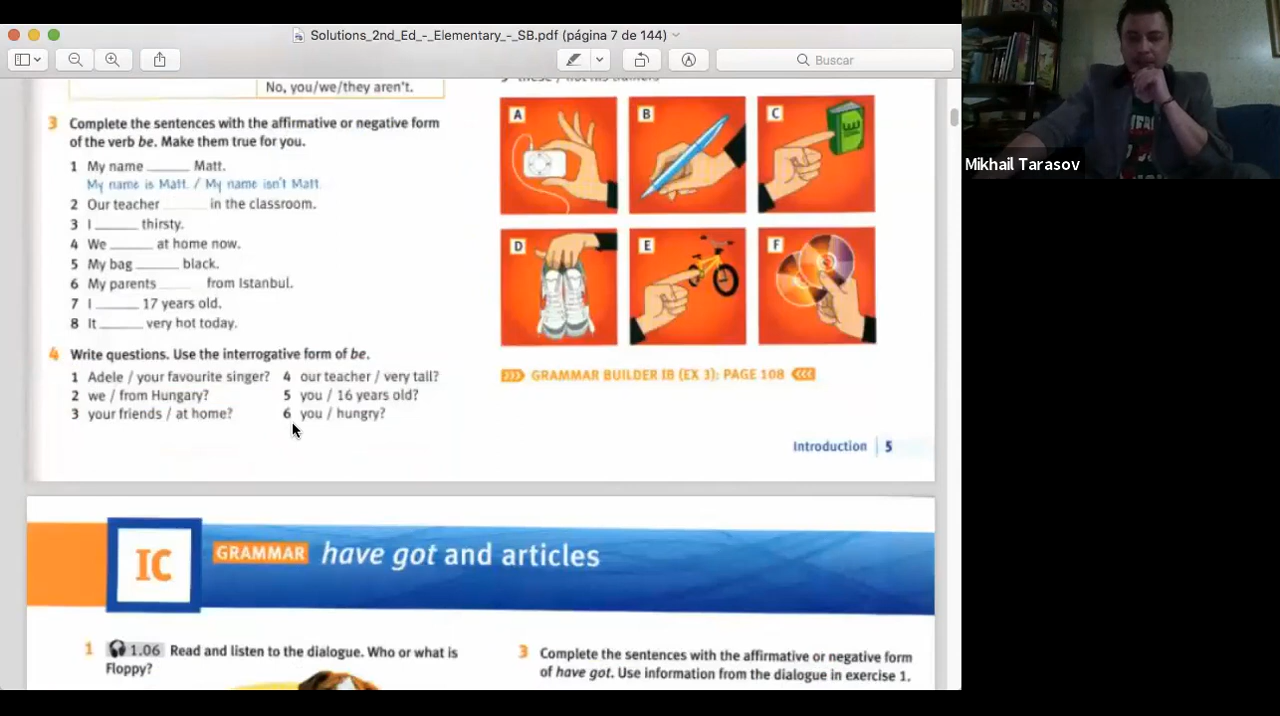 Solutions_2nd_Ed_-_Elementary_-_SB.pdf (página 7 de 144)
Buscar
Mikhail Tarasov
No, you/we/they aren't.
3 Complete the sentences with the affirmative or negative form
of the verb be. Make them true for you.
1 My name ______ Matt.
My name is Matt. / My name isn't Matt.
2 Our teacher ______ in the classroom.
3 I ______ thirsty.
4 We ______ at home now.
5 My bag ______ black.
6 My parents ______ from Istanbul.
7 I ______ 17 years old.
8 It ______ very hot today.
4 Write questions. Use the interrogative form of be.
1 Adele / your favourite singer?
2 we / from Hungary?
3 your friends / at home?
4 our teacher / very tall?
5 you / 16 years old?
6 you / hungry?
A
B
C
D
E
F
GRAMMAR BUILDER IB (EX 3): PAGE 108
Introduction 5
IC GRAMMAR have got and articles
1 1.06 Read and listen to the dialogue. Who or what is
Floppy?
3 Complete the sentences with the affirmative or negative form
of have got. Use information from the dialogue in exercise 1.